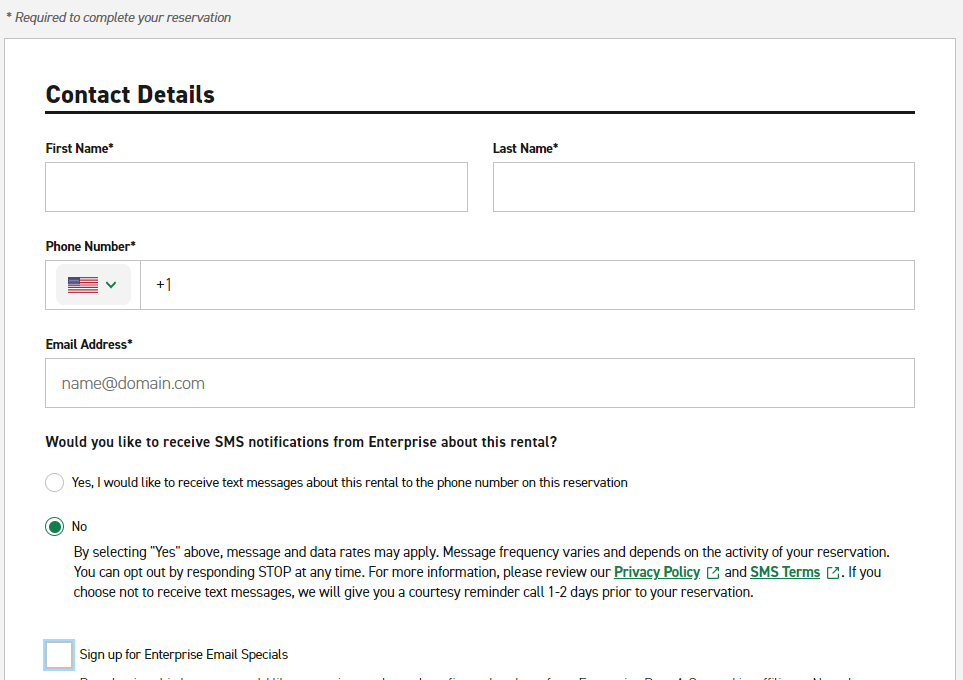 * Required to complete your reservation
Contact Details
First Name*
Last Name*
Phone Number*
+1
Email Address*
name@domain.com
Would you like to receive SMS notifications from Enterprise about this rental?
Yes, I would like to receive text messages about this rental to the phone number on this reservation
No
By selecting "Yes" above, message and data rates may apply. Message frequency varies and depends on the activity of your reservation.
You can opt out by responding STOP at any time. For more information, please review our Privacy Policy and SMS Terms. If you
choose not to receive text messages, we will give you a courtesy reminder call 1-2 days prior to your reservation.
Sign up for Enterprise Email Specials